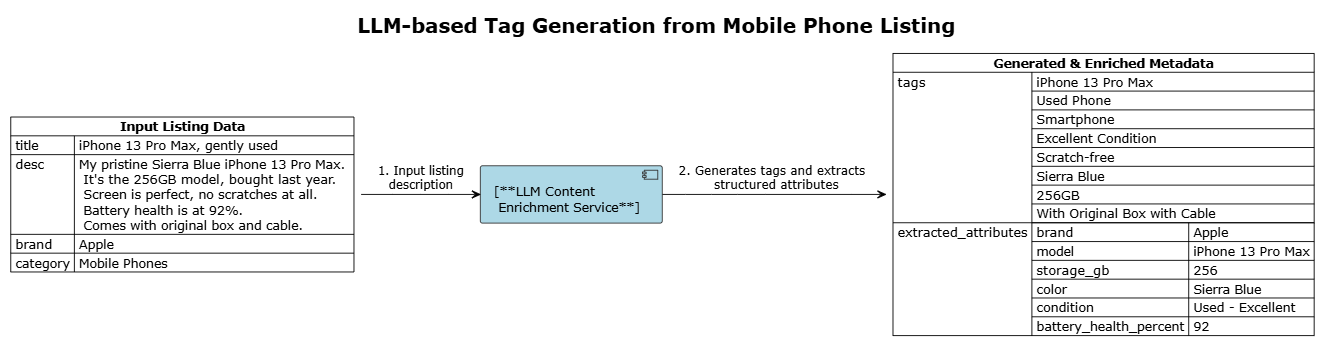 LLM-based Tag Generation from Mobile Phone Listing
Input Listing Data
title iPhone 13 Pro Max, gently used
desc My pristine Sierra Blue iPhone 13 Pro Max.
It's the 256GB model, bought last year.
Screen is perfect, no scratches at all.
Battery health is at 92%.
Comes with original box and cable.
brand Apple
category Mobile Phones
1. Input listing
description
[**LLM Content
Enrichment Service**]
2. Generates tags and extracts
structured attributes
Generated & Enriched Metadata
tags iPhone 13 Pro Max
Used Phone
Smartphone
Excellent Condition
Scratch-free
Sierra Blue
256GB
With Original Box with Cable
extracted_attributes brand Apple
model iPhone 13 Pro Max
storage_gb 256
color Sierra Blue
condition Used - Excellent
battery_health_percent 92